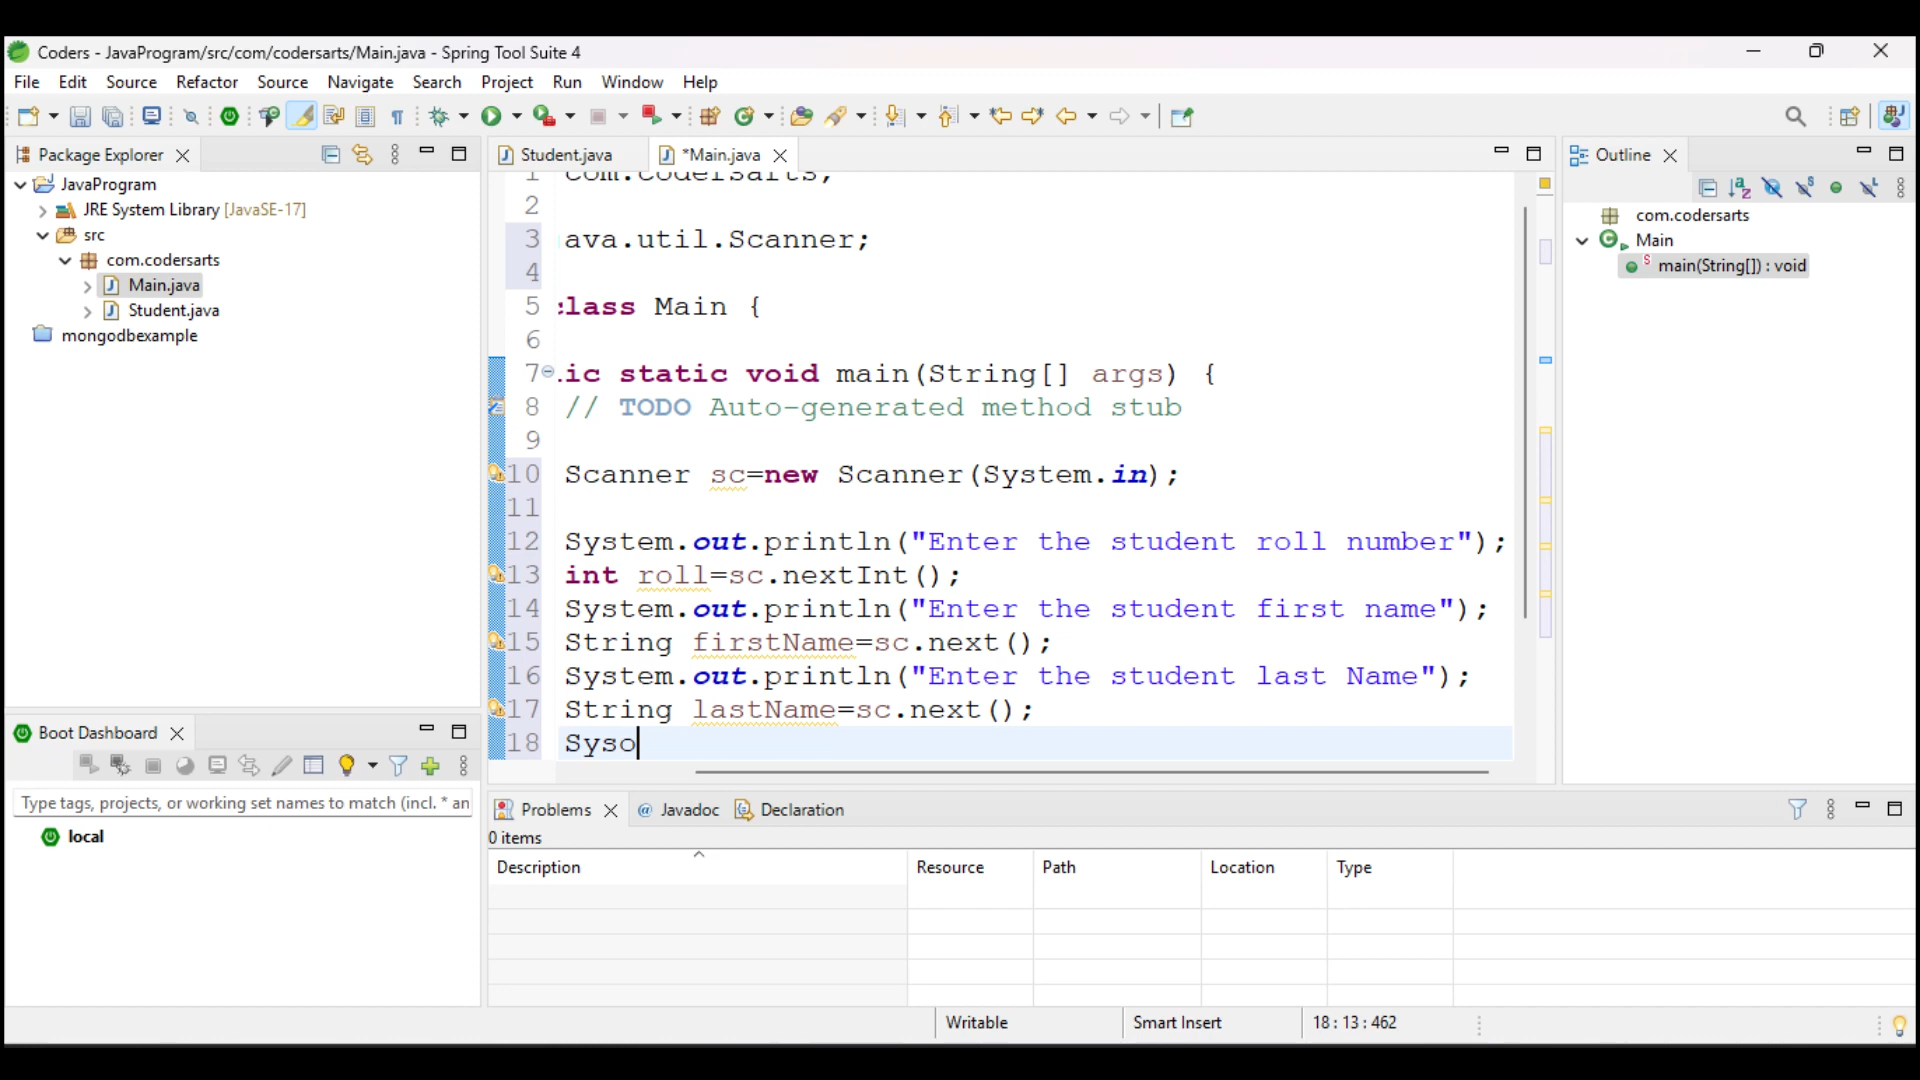 Coders - JavaProgram/src/com/codersarts/Main.java - Spring Tool Suite 4
File Edit Source Refactor Source Navigate Search Project Run Window Help
Package Explorer
JavaProgram
JRE System Library [JavaSE-17]
src
com.codersarts
Main.java
Student.java
mongodbexample
Boot Dashboard
Type tags, projects, or working set names to match (incl. * an
local
Student.java *Main.java
1 com.codersarts;
2
3 ava.util.Scanner;
4
5 class Main {
6
7 ic static void main(String[] args) {
8 // TODO Auto-generated method stub
9
10 Scanner sc=new Scanner(System.in);
11
12 System.out.println("Enter the student roll number");
13 int roll=sc.nextInt();
14 System.out.println("Enter the student first name");
15 String firstName=sc.next();
16 System.out.println("Enter the student last Name");
17 String lastName=sc.next();
18 Syso
Outline
com.codersarts
Main
main(String[]) : void
Problems Javadoc Declaration
0 items
Description Resource Path Location Type
Writable Smart Insert 18 : 13 : 462